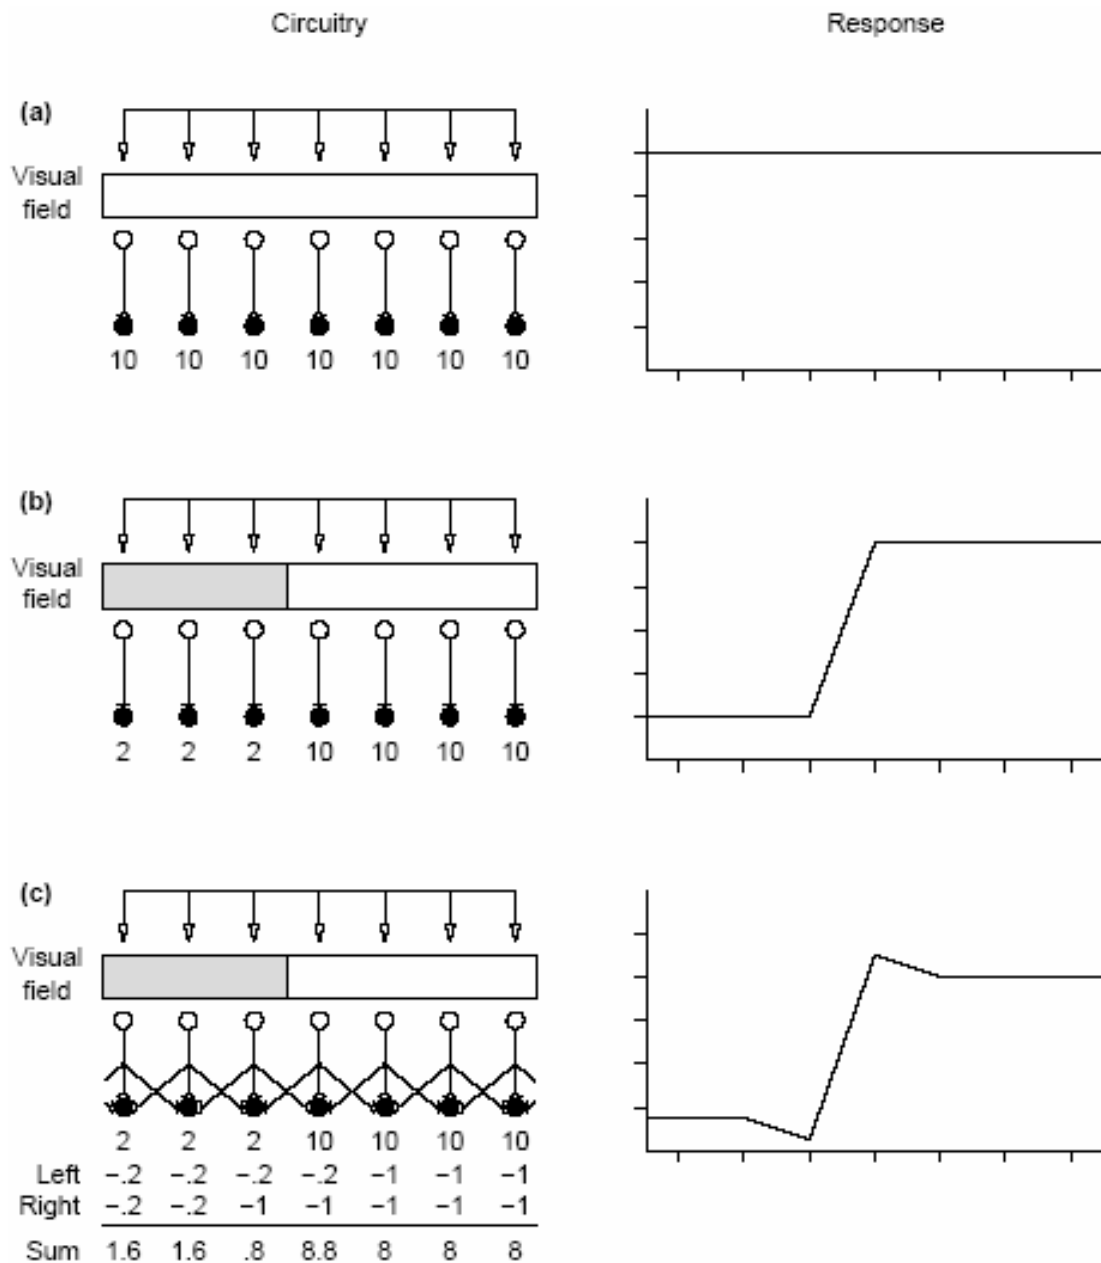 Circuitry Response
(a)
Visual
field
10 10 10 10 10 10 10
(b)
Visual
field
2 2 2 10 10 10 10
(c)
Visual
field
2 2 2 10 10 10 10
Left −.2 −.2 −.2 −.2 −1 −1 −1
Right −.2 −.2 −1 −1 −1 −1 −1
Sum 1.6 1.6 .8 8.8 8 8 8